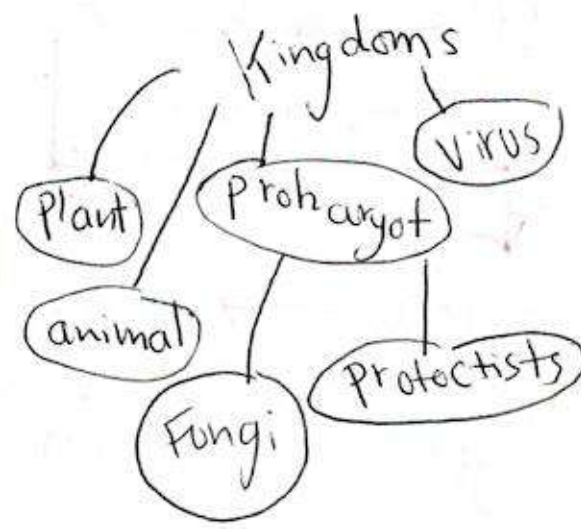 Kingdoms
Virus
Plant
Prohcaryot
animal
Protoctists
Fungi